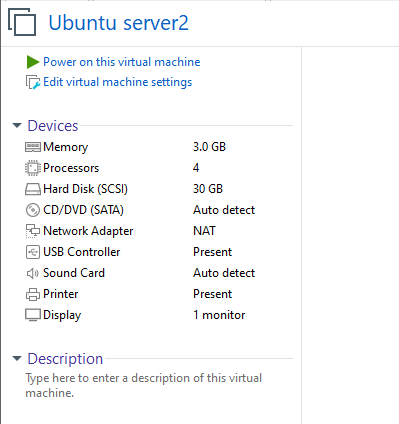 Ubuntu server2
Power on this virtual machine
Edit virtual machine settings
Devices
Memory 3.0 GB
Processors 4
Hard Disk (SCSI) 30 GB
CD/DVD (SATA) Auto detect
Network Adapter NAT
USB Controller Present
Sound Card Auto detect
Printer Present
Display 1 monitor
Description
Type here to enter a description of this virtual
machine.